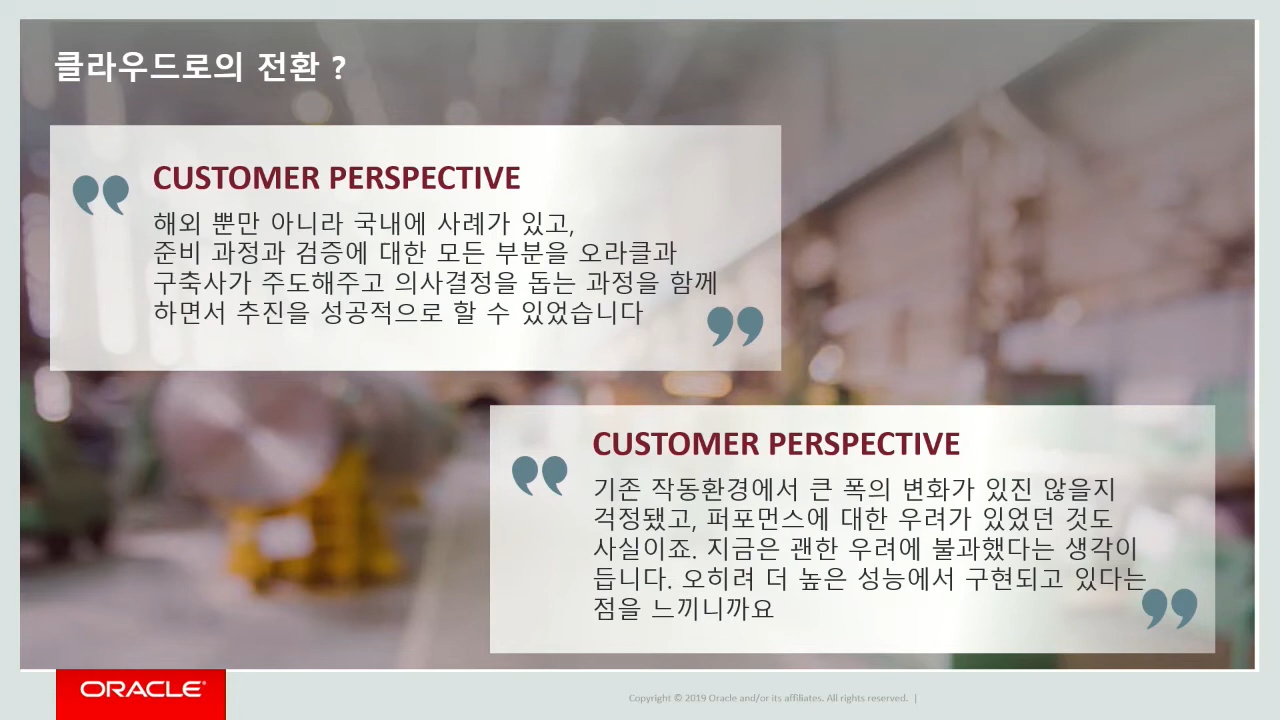 클라우드로의 전환 ?
CUSTOMER PERSPECTIVE
해외 뿐만 아니라 국내에 사례가 있고,
준비 과정과 검증에 대한 모든 부분을 오라클과
구축사가 주도해주고 의사결정을 돕는 과정을 함께
하면서 추진을 성공적으로 할 수 있었습니다
CUSTOMER PERSPECTIVE
기존 작동환경에서 큰 폭의 변화가 있진 않을지
걱정됐고, 퍼포먼스에 대한 우려가 있었던 것도
사실이죠. 지금은 괜한 우려에 불과했다는 생각이
듭니다. 오히려 더 높은 성능에서 구현되고 있다는
점을 느끼니까요
ORACLE®
Copyright © 2019 Oracle and/or its affiliates. All rights reserved. |